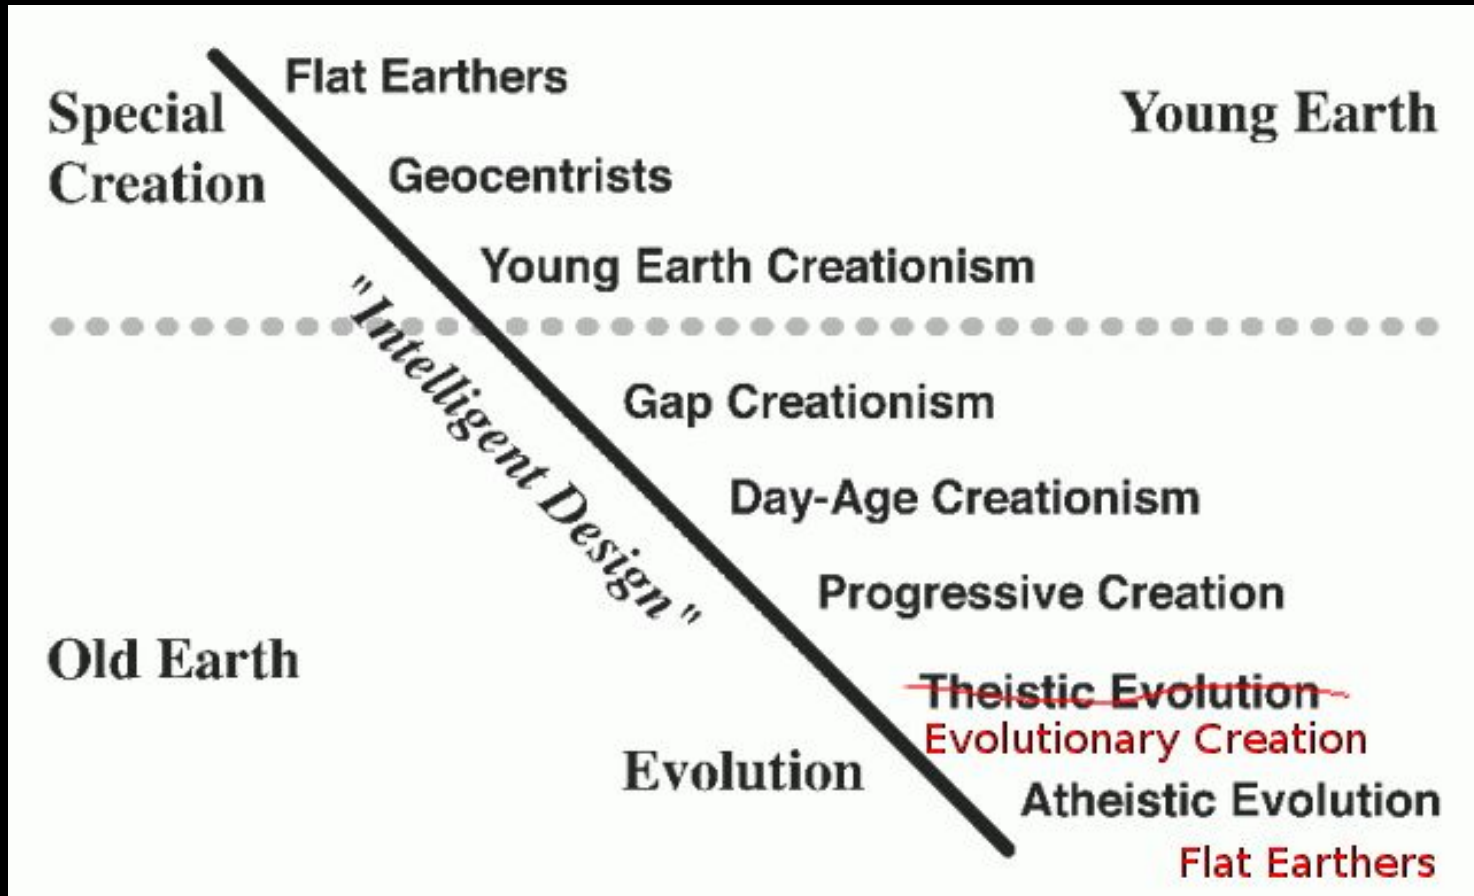 Flat Earthers
Special
Creation
Young Earth
Geocentrists
Young Earth Creationism
"Intelligent Design"
Gap Creationism
Day-Age Creationism
Progressive Creation
Old Earth
Theistic Evolution
Evolutionary Creation
Evolution
Atheistic Evolution
Flat Earthers